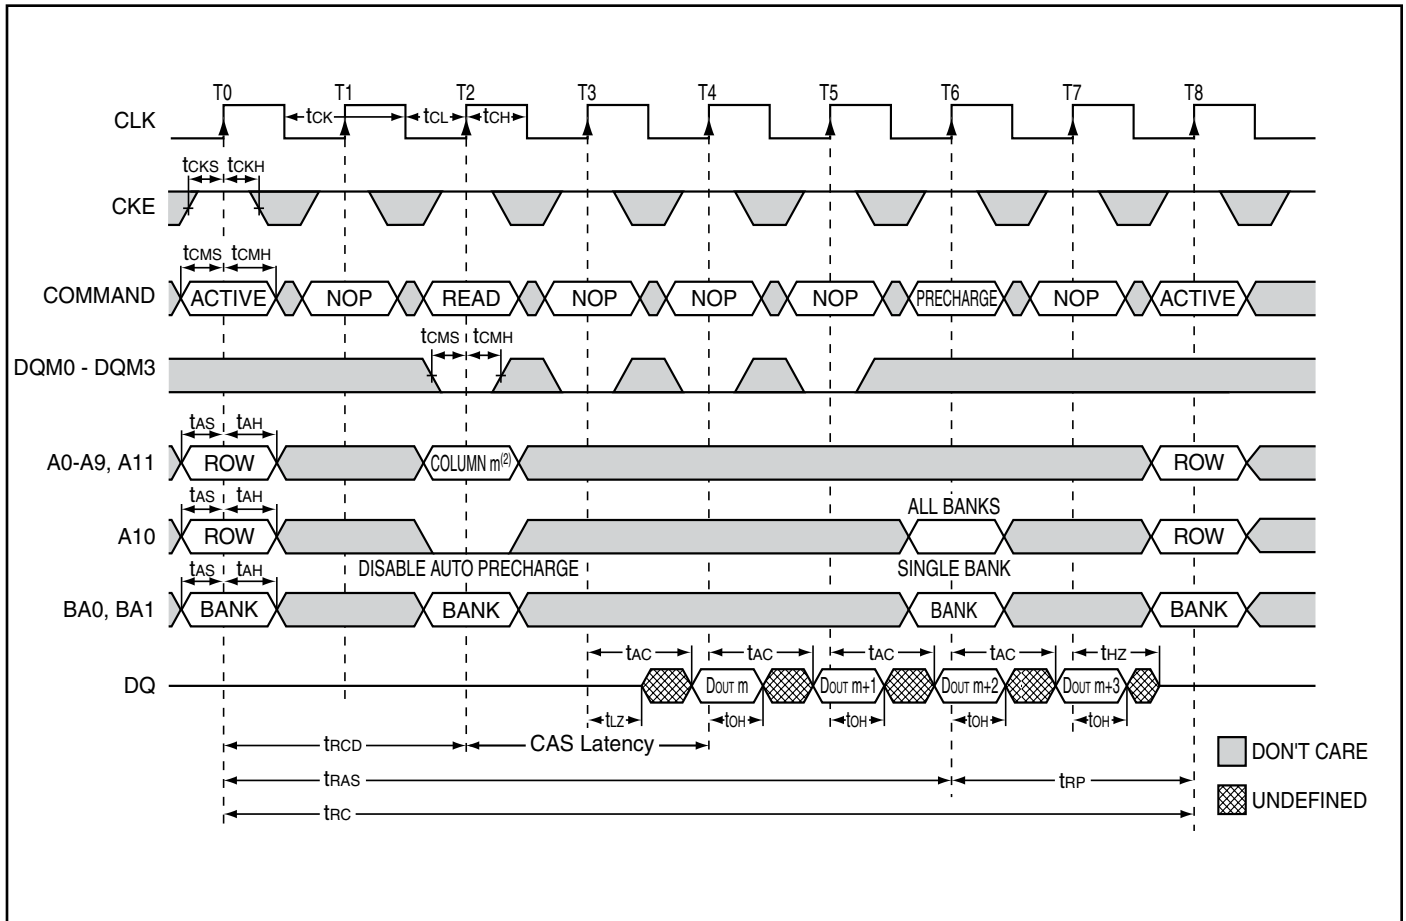 T0 T1 T2 T3 T4 T5 T6 T7 T8
CLK tCK tCL tCH
tCKS tCKH
CKE
tCMS tCMH
COMMAND ACTIVE NOP READ NOP NOP NOP PRECHARGE NOP ACTIVE
tCMS tCMH
DQM0 - DQM3
tAS tAH
A0-A9, A11 ROW COLUMN m(2) ROW
tAS tAH ALL BANKS
A10 ROW ROW
DISABLE AUTO PRECHARGE SINGLE BANK
tAS tAH
BA0, BA1 BANK BANK BANK BANK
tAC tAC tAC tAC tHZ
DQ DOUT m DOUT m+1 DOUT m+2 DOUT m+3
tLZ tOH tOH tOH tOH
tRCD CAS Latency
DON'T CARE
tRAS tRP
UNDEFINED
tRC